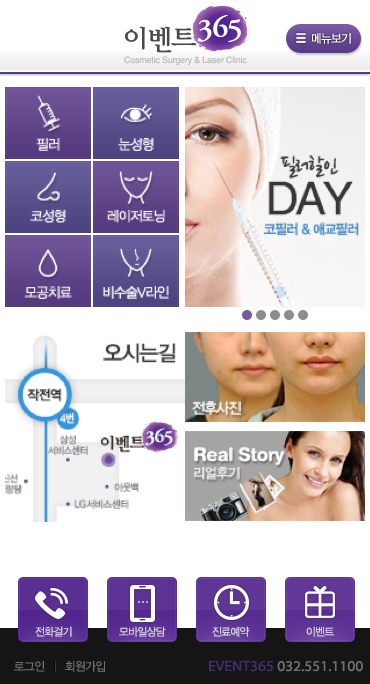 이벤트365
Cosmetic Surgery & Laser Clinic
메뉴보기
필러
눈성형
코성형
레이저토닝
모공치료
비수술V라인
필러할인
DAY
코필러 & 애교필러
오시는길
작전역
4번
삼성
서비스센터
이벤트365
아웃백
LG서비스센터
전후사진
Real Story
리얼후기
전화걸기
모바일상담
진료예약
이벤트
로그인
회원가입
EVENT365 032.551.1100